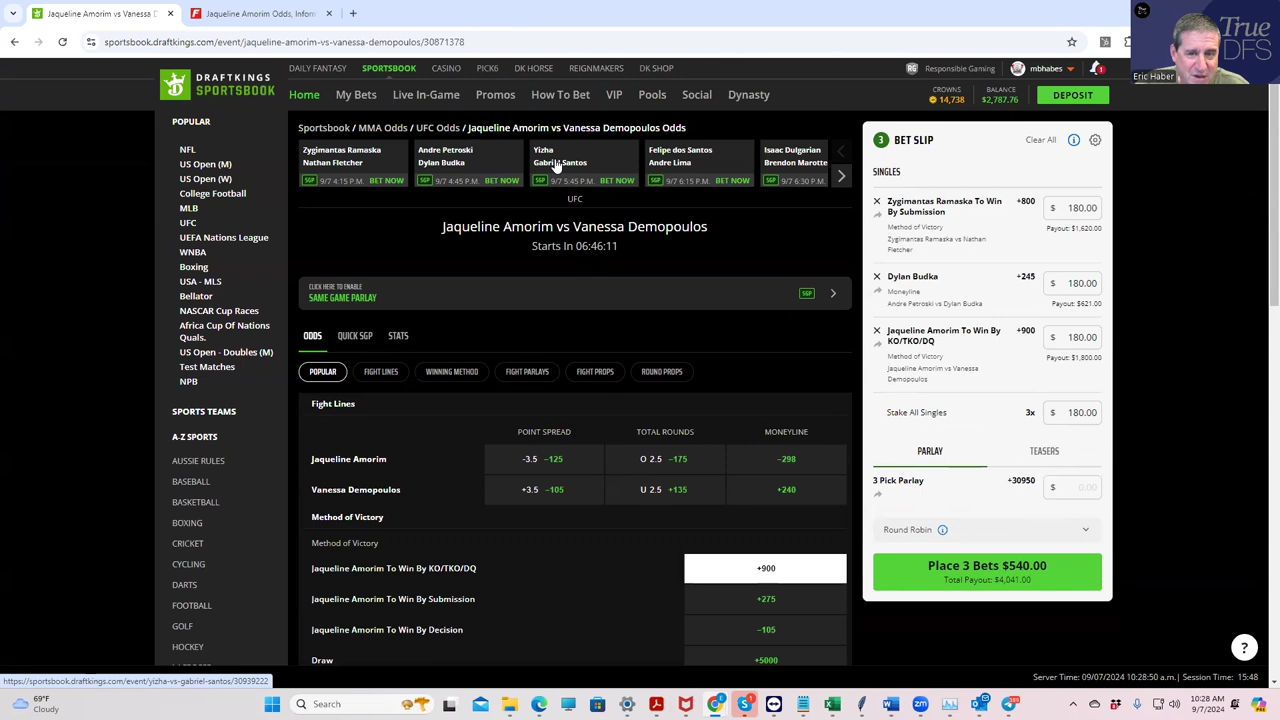 Jaqueline Amorim vs Vanessa D
Jaqueline Amorim Odds, Inform
sportsbook.draftkings.com/event/jaqueline-amorim-vs-vanessa-demopoulos/30871378
True
DFS
Eric Haber
DRAFTKINGS
SPORTSBOOK
DAILY FANTASY
SPORTSBOOK
CASINO
PICK6
DK HORSE
REIGNMAKERS
DK SHOP
RG Responsible Gaming
mbhabes
1
Home
My Bets
Live In-Game
Promos
How To Bet
VIP
Pools
Social
Dynasty
CROWNS
14,738
BALANCE
$2,787.76
DEPOSIT
POPULAR
NFL
US Open (M)
US Open (W)
College Football
MLB
UFC
UEFA Nations League
WNBA
Boxing
USA - MLS
Bellator
NASCAR Cup Races
Africa Cup Of Nations
Quals.
US Open - Doubles (M)
Test Matches
NPB
SPORTS TEAMS
A-Z SPORTS
AUSSIE RULES
BASEBALL
BASKETBALL
BOXING
CRICKET
CYCLING
DARTS
FOOTBALL
GOLF
HOCKEY
Sportsbook / MMA Odds / UFC Odds / Jaqueline Amorim vs Vanessa Demopoulos Odds
Zygimantas Ramaska
Nathan Fletcher
SGP 9/7 4:15 P.M. BET NOW
Andre Petroski
Dylan Budka
SGP 9/7 4:45 P.M. BET NOW
Yizha
Gabriel Santos
SGP 9/7 5:45 P.M. BET NOW
Felipe dos Santos
Andre Lima
SGP 9/7 6:15 P.M. BET NOW
Isaac Dulgarian
Brendon Marotte
SGP 9/7 6:30 P.M.
UFC
Jaqueline Amorim vs Vanessa Demopoulos
Starts In 06:46:11
CLICK HERE TO ENABLE
SAME GAME PARLAY
SGP
ODDS
QUICK SGP
STATS
POPULAR
FIGHT LINES
WINNING METHOD
FIGHT PARLAYS
FIGHT PROPS
ROUND PROPS
Fight Lines
POINT SPREAD
TOTAL ROUNDS
MONEYLINE
Jaqueline Amorim
-3.5 −125
O 2.5 −175
−298
Vanessa Demopoulos
+3.5 −105
U 2.5 +135
+240
Method of Victory
Method of Victory
Jaqueline Amorim To Win By KO/TKO/DQ
+900
Jaqueline Amorim To Win By Submission
+275
Jaqueline Amorim To Win By Decision
−105
Draw
+5000
3 BET SLIP
Clear All
SINGLES
Zygimantas Ramaska To Win
By Submission
+800
$ 180.00
Method of Victory
Payout: $1,620.00
Zygimantas Ramaska vs Nathan
Fletcher
Dylan Budka
+245
$ 180.00
Moneyline
Andre Petroski vs Dylan Budka
Payout: $621.00
Jaqueline Amorim To Win By
KO/TKO/DQ
+900
$ 180.00
Method of Victory
Payout: $1,800.00
Jaqueline Amorim vs Vanessa
Demopoulos
Stake All Singles
3x
$ 180.00
PARLAY
TEASERS
3 Pick Parlay
+30950
$ 0.00
Round Robin
Place 3 Bets $540.00
Total Payout: $4,041.00
?
https://sportsbook.draftkings.com/event/yizha-vs-gabriel-santos/30939222
Server Time: 09/07/2024 10:28:50 a.m.| Session Time: 15:48
69°F
Cloudy
Search
10:28 AM
9/7/2024